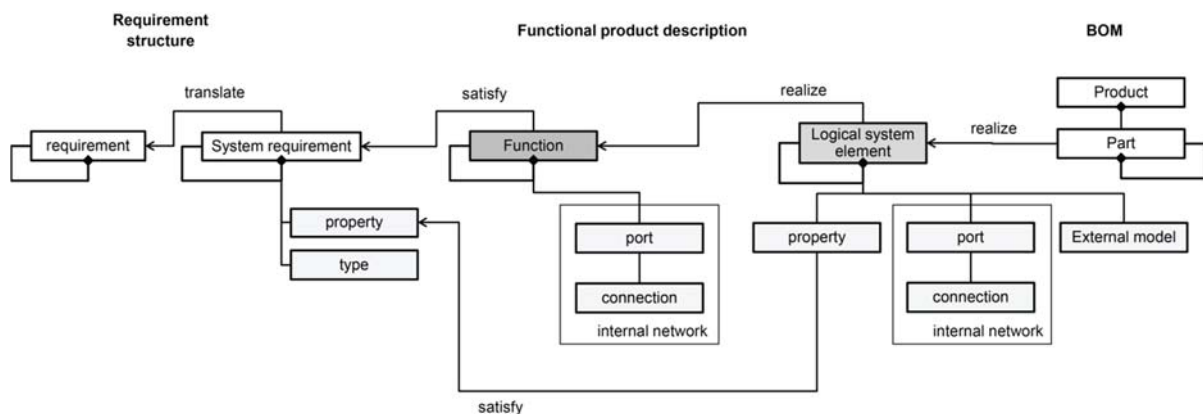 Requirement
structure
Functional product description
BOM
translate
satisfy
realize
realize
Product
requirement
System requirement
Function
Logical system
element
Part
property
type
port
connection
internal network
property
port
connection
internal network
External model
satisfy